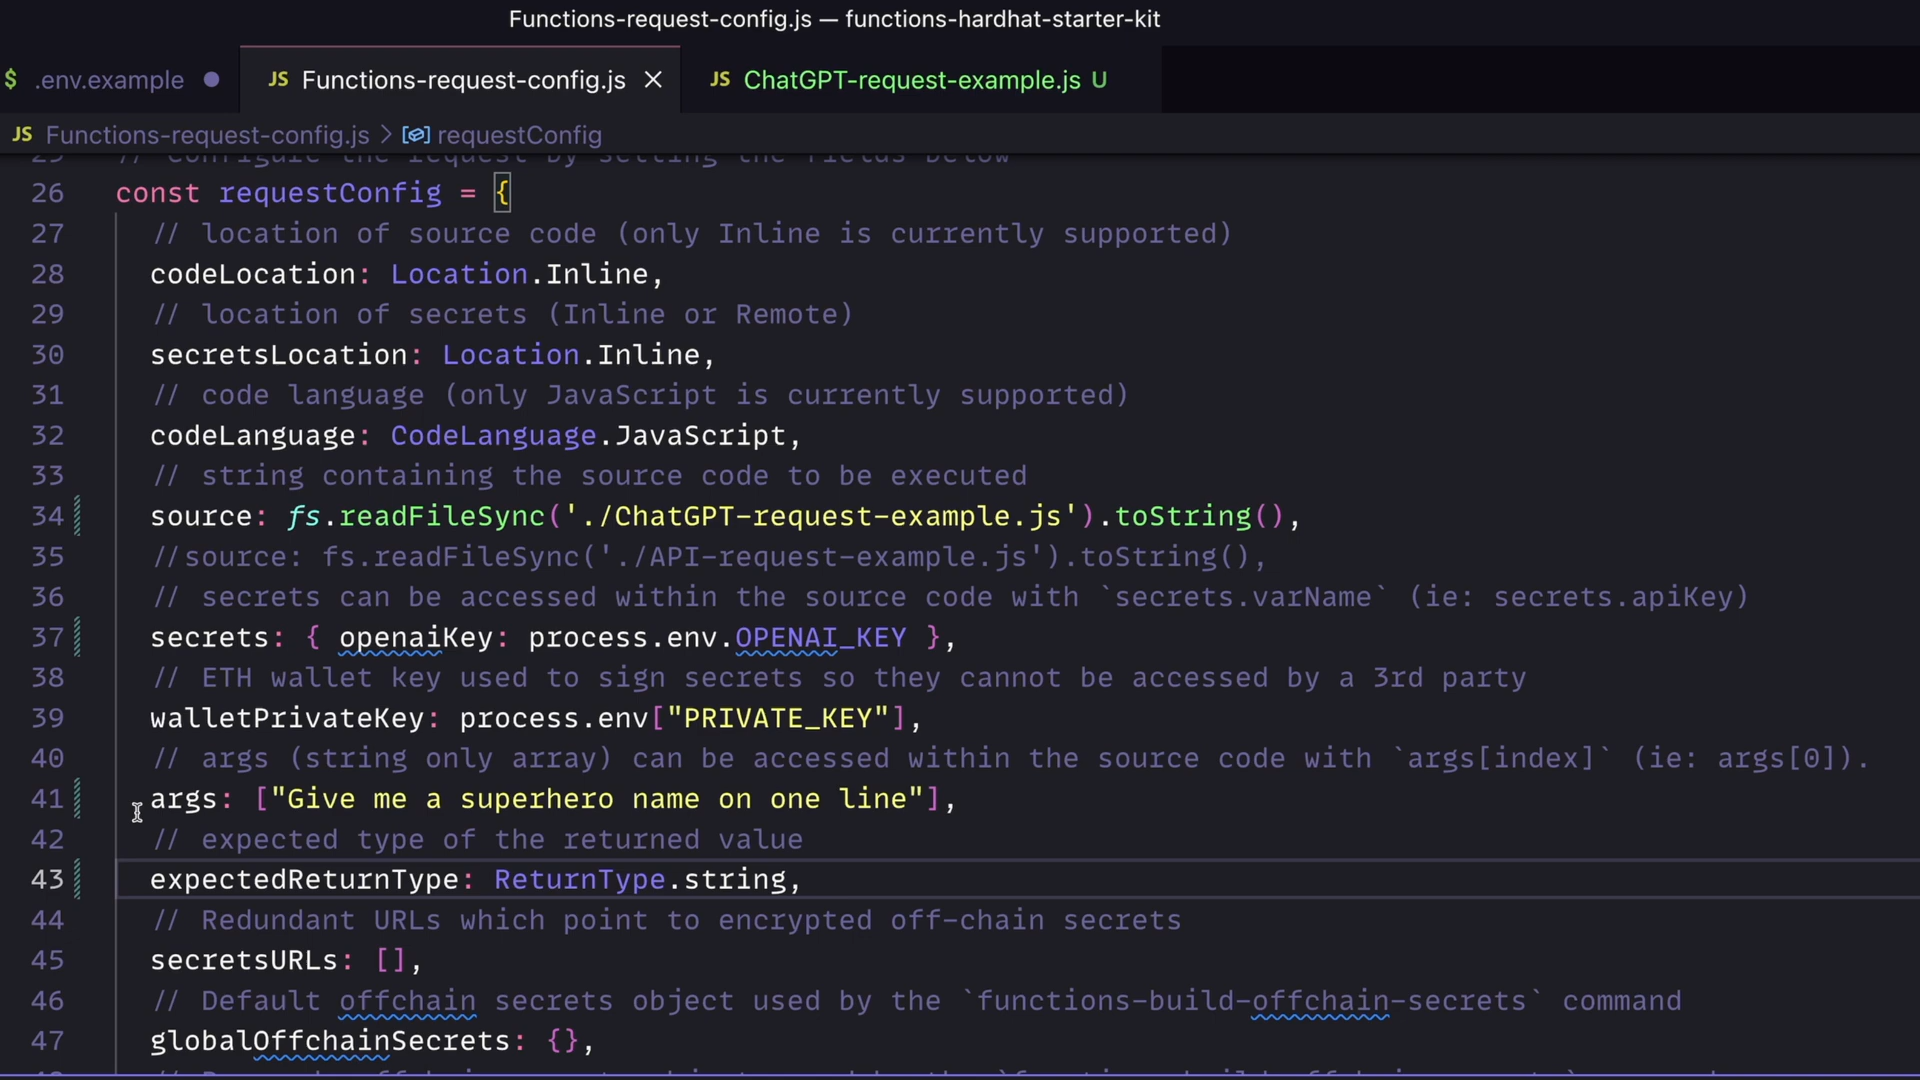 Functions-request-config.js — functions-hardhat-starter-kit
$ .env.example ● JS Functions-request-config.js × JS ChatGPT-request-example.js U
JS Functions-request-config.js > requestConfig
25 // Configure the request by setting the fields below
26 const requestConfig = {
27 // location of source code (only Inline is currently supported)
28 codeLocation: Location.Inline,
29 // location of secrets (Inline or Remote)
30 secretsLocation: Location.Inline,
31 // code language (only JavaScript is currently supported)
32 codeLanguage: CodeLanguage.JavaScript,
33 // string containing the source code to be executed
34 source: fs.readFileSync('./ChatGPT-request-example.js').toString(),
35 //source: fs.readFileSync('./API-request-example.js').toString(),
36 // secrets can be accessed within the source code with `secrets.varName` (ie: secrets.apiKey)
37 secrets: { openaiKey: process.env.OPENAI_KEY },
38 // ETH wallet key used to sign secrets so they cannot be accessed by a 3rd party
39 walletPrivateKey: process.env["PRIVATE_KEY"],
40 // args (string only array) can be accessed within the source code with `args[index]` (ie: args[0]).
41 args: ["Give me a superhero name on one line"],
42 // expected type of the returned value
43 expectedReturnType: ReturnType.string,
44 // Redundant URLs which point to encrypted off-chain secrets
45 secretsURLs: [],
46 // Default offchain secrets object used by the `functions-build-offchain-secrets` command
47 globalOffchainSecrets: {},